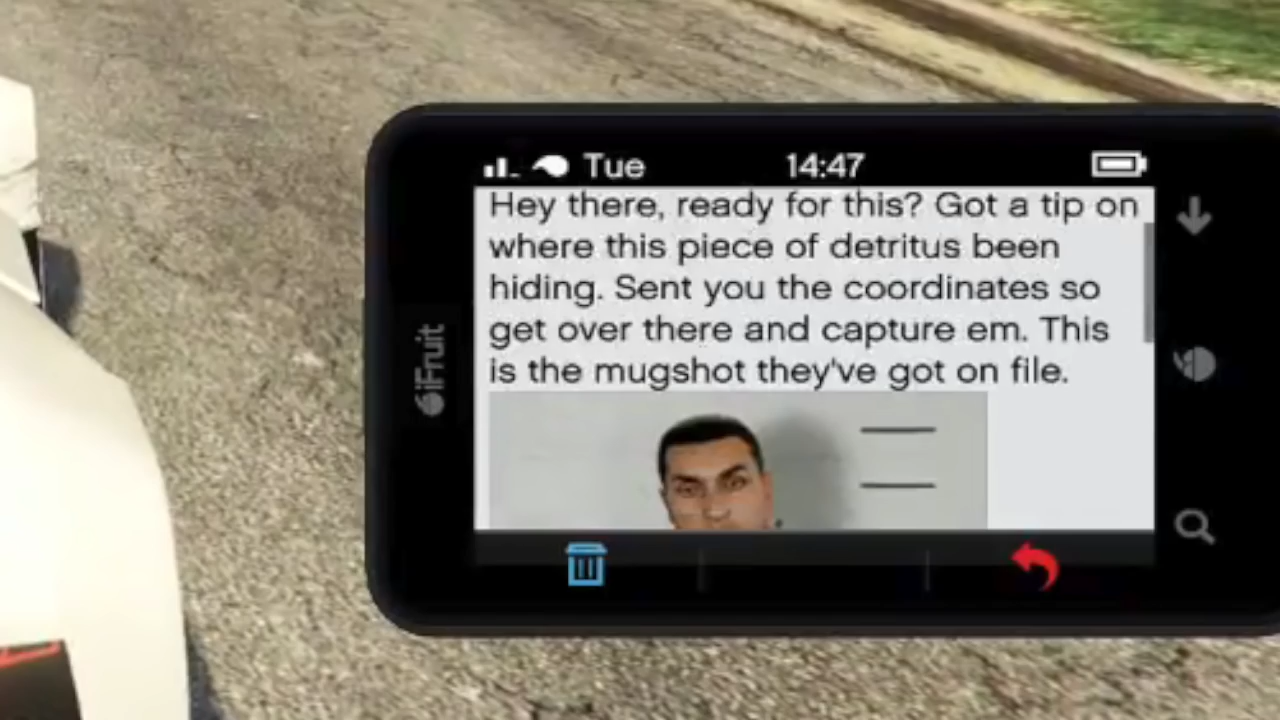 Tue 14:47
Hey there, ready for this? Got a tip on
where this piece of detritus been
hiding. Sent you the coordinates so
get over there and capture em. This
is the mugshot they've got on file.
iFruit